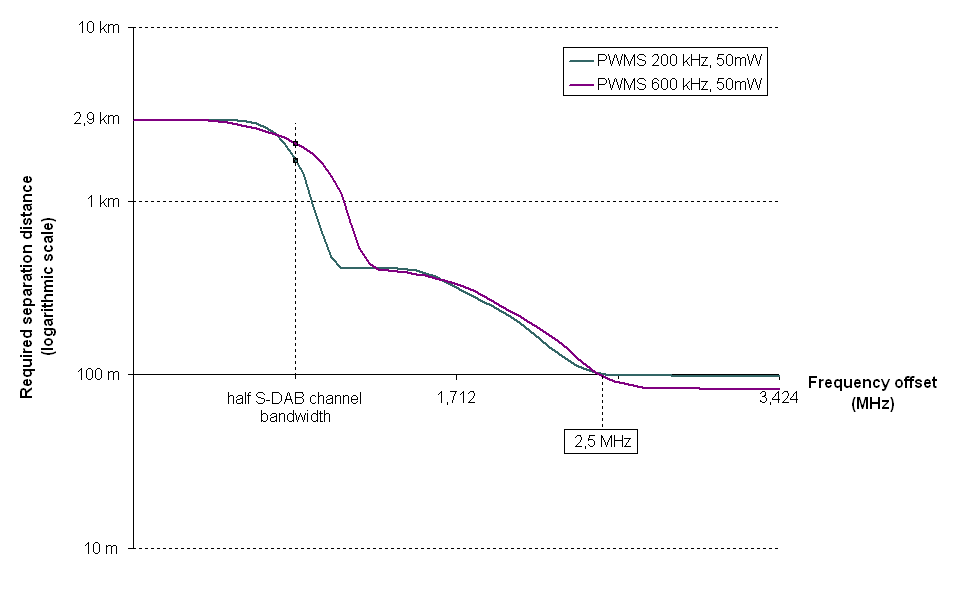 10 km
PWMS 200 kHz, 50mW
PWMS 600 kHz, 50mW
2,9 km
1 km
Required separation distance
(logarithmic scale)
100 m
half S-DAB channel
bandwidth
1,712
3,424
Frequency offset
(MHz)
2,5 MHz
10 m